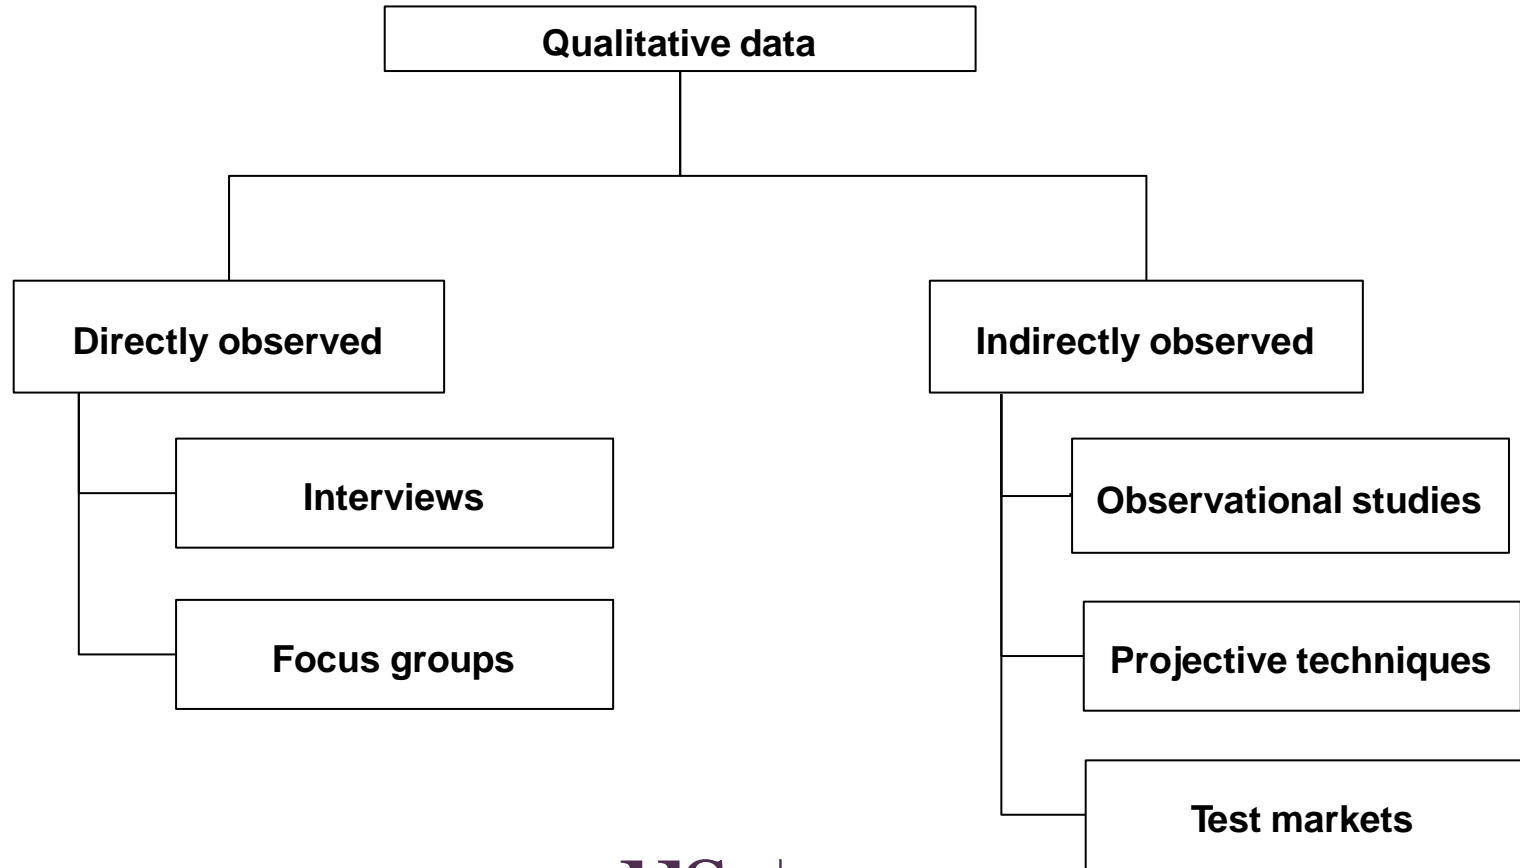 Qualitative data
Directly observed
Indirectly observed
Interviews
Observational studies
Focus groups
Projective techniques
Test markets